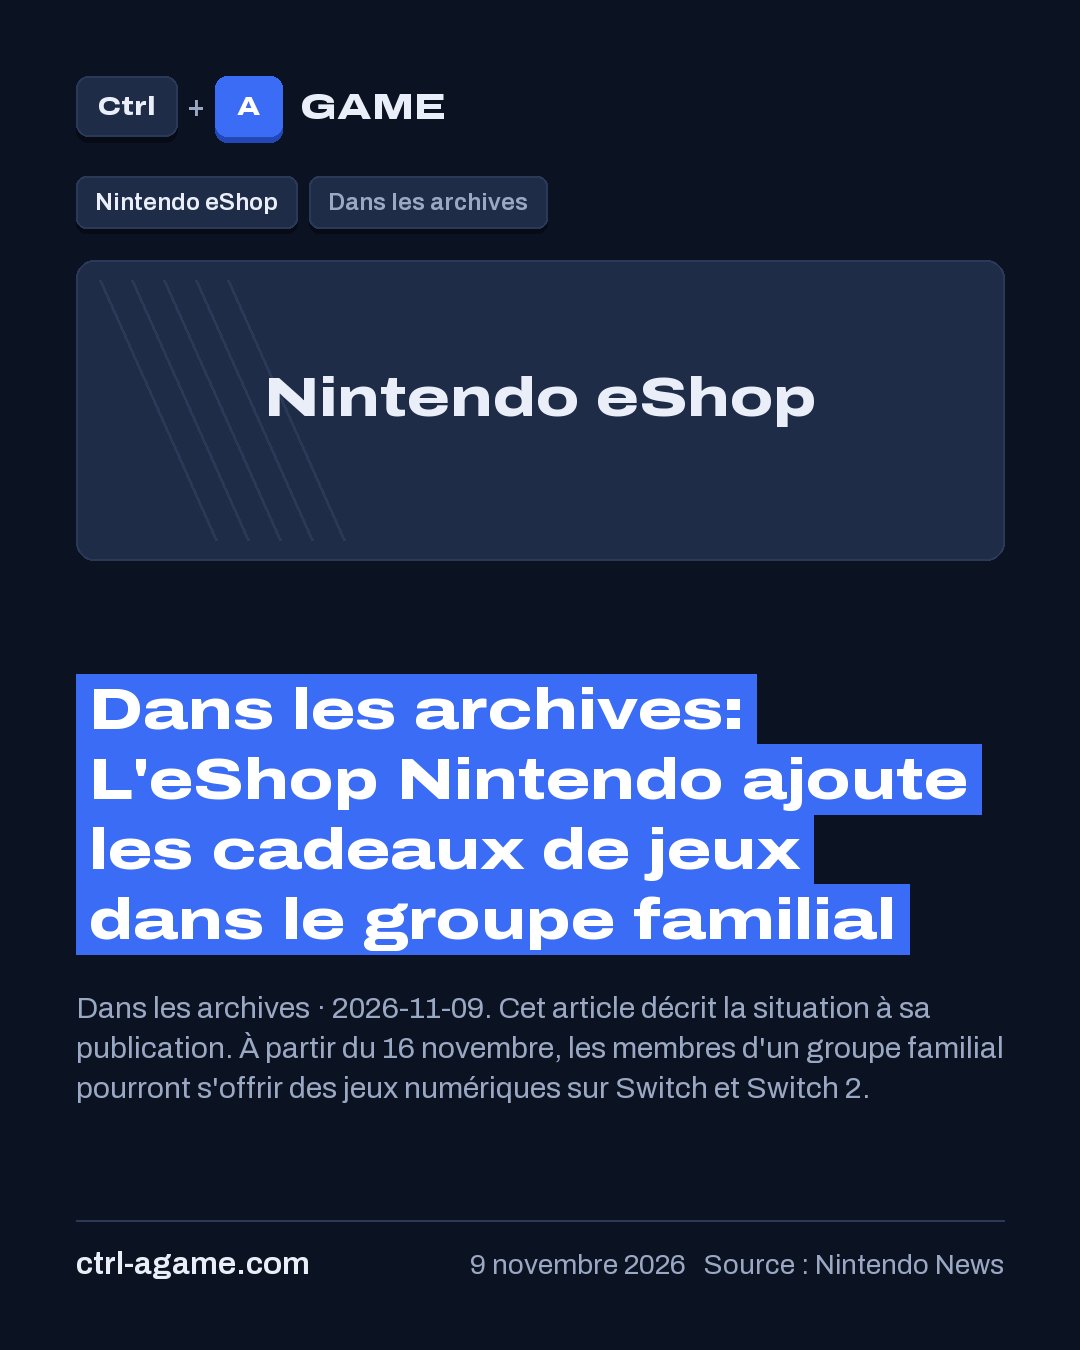 Ctrl + A GAME
Nintendo eShop Dans les archives
Nintendo eShop
Dans les archives:
L'eShop Nintendo ajoute
les cadeaux de jeux
dans le groupe familial
Dans les archives · 2026-11-09. Cet article décrit la situation à sa
publication. À partir du 16 novembre, les membres d'un groupe familial
pourront s'offrir des jeux numériques sur Switch et Switch 2.
ctrl-agame.com 9 novembre 2026 Source : Nintendo News